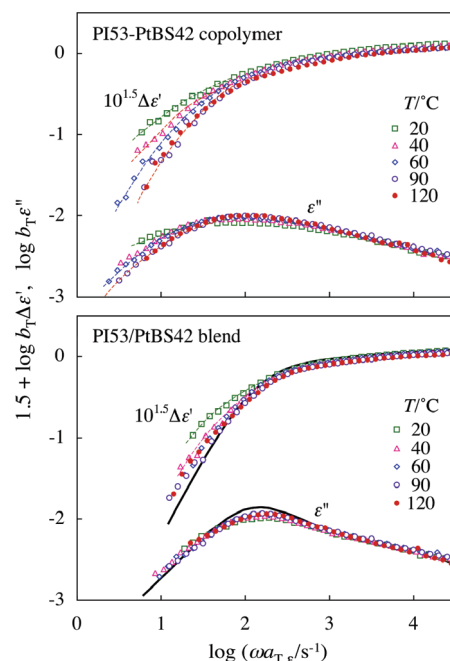 PI53-PtBS42 copolymer
0
10^1.5Δε'
T/°C
20
40
60
90
120
-1
-2
ε"
-3
1.5 + log b_TΔε', log b_Tε"
PI53/PtBS42 blend
0
10^1.5Δε'
T/°C
20
40
60
90
120
-1
-2
ε"
-3
0 1 2 3 4
log (ωa_T,ε/s^-1)